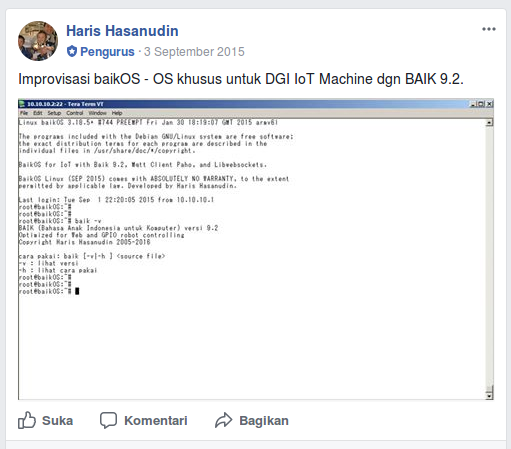 Haris Hasanudin
Pengurus · 3 September 2015
Improvisasi baikOS - OS khusus untuk DGI IoT Machine dgn BAIK 9.2.
10.10.10.2:22 - Tera Term VT
File Edit Setup Control Window Help
Linux baikOS 3.18.5+ #744 PREEMPT Fri Jan 30 18:19:07 GMT 2015 armv6l
The programs included with the Debian GNU/Linux system are free software;
the exact distribution terms for each program are described in the
individual files in /usr/share/doc/*/copyright.
BaikOS for IoT with Baik 9.2, Mwtt Client Paho, and Libwebsockets.
BaikOS Linux (SEP 2015) comes with ABSOLUTELY NO WARRANTY, to the extent
permitted by applicable law. Developed by Haris Hasanudin.
Last login: Tue Sep  1 22:20:05 2015 from 10.10.10.1
root@baikOS:~#
root@baikOS:~#
root@baikOS:~# baik -v
BAIK (Bahasa Anak Indonesia untuk Komputer) versi 9.2
Optimized for Web and GPIO robot controlling
Copyright Haris Hasanudin 2005-2016
cara pakai: baik [-v|-h ] <source file>
-v : lihat versi
-h : lihat cara pakai
root@baikOS:~#
root@baikOS:~#
root@baikOS:~#
Suka
Komentari
Bagikan